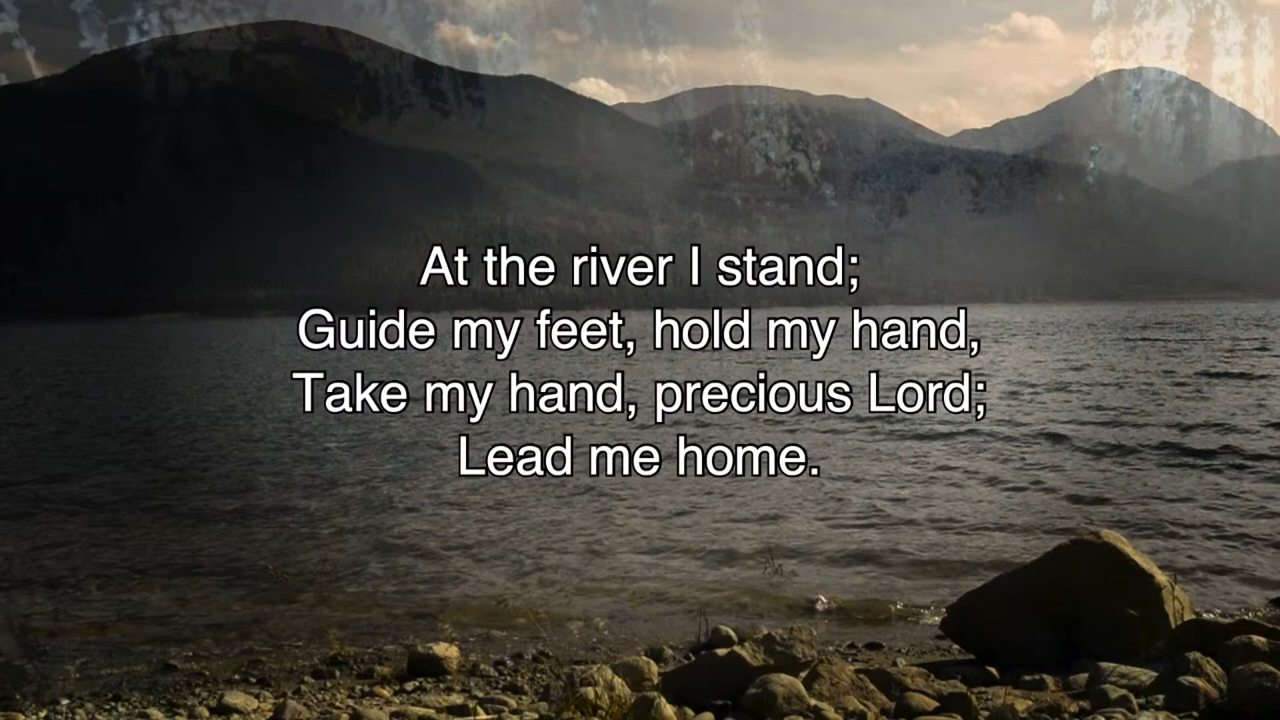 At the river I stand;
Guide my feet, hold my hand,
Take my hand, precious Lord;
Lead me home.